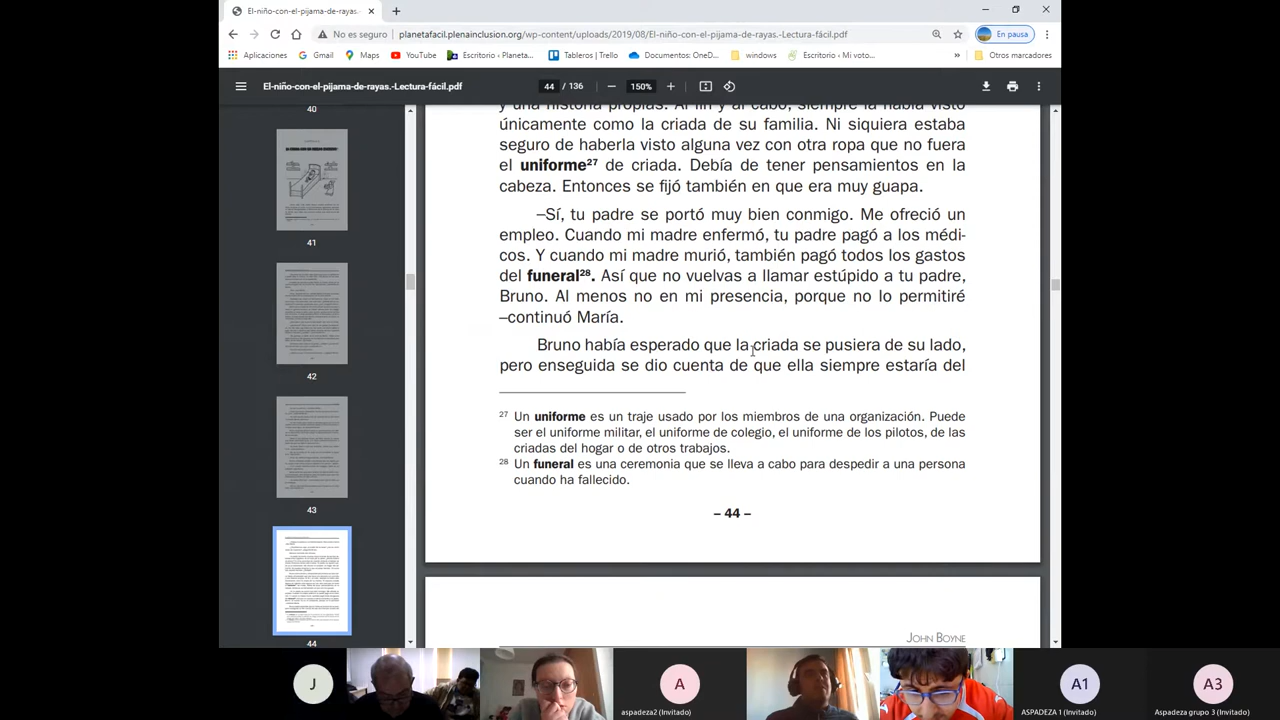 El-niño-con-el-pijama-de-rayas.-
No es seguro
planetafacil.plenainclusion.org/wp-content/uploads/2019/08/El-niño-con-el-pijama-de-rayas.-Lectura-fácil.pdf
En pausa
Aplicaciones
Gmail
Maps
YouTube
Escritorio < Planeta...
Tableros | Trello
Documentos: OneD...
windows
Escritorio ‹ Mi voto...
»
Otros marcadores
El-niño-con-el-pijama-de-rayas.-Lectura-fácil.pdf
44 / 136
150%
40
41
42
43
44
y una historia propias. Al fin y al cabo, siempre la había visto
únicamente como la criada de su familia. Ni siquiera estaba
seguro de haberla visto alguna vez con otra ropa que no fuera
el uniforme27 de criada. Debía de tener pensamientos en la
cabeza. Entonces se fijó también en que era muy guapa.
–Sí, tu padre se portó muy bien conmigo. Me ofreció un
empleo. Cuando mi madre enfermó, tu padre pagó a los médi-
cos. Y cuando mi madre murió, también pagó todos los gastos
del funeral28. Así que no vuelvas a llamar estúpido a tu padre,
Bruno, al menos no en mi presencia, porque no lo permitiré
–continuó María.
Bruno había esperado que la criada se pusiera de su lado,
pero enseguida se dio cuenta de que ella siempre estaría del
27 Un uniforme es un traje usado por los miembros de una organización. Puede
ser el uniforme militar, el uniforme de colegio, el uniforme de los pilotos, de las
criadas del hogar o de otros trabajos.
28 Un funeral es una ceremonia que se lleva a cabo para despedir a una persona
cuando ha fallecido.
– 44 –
JOHN BOYNE
J
A
aspadeza2 (Invitado)
A1
ASPADEZA 1 (Invitado)
A3
Aspadeza grupo 3 (Invitado)